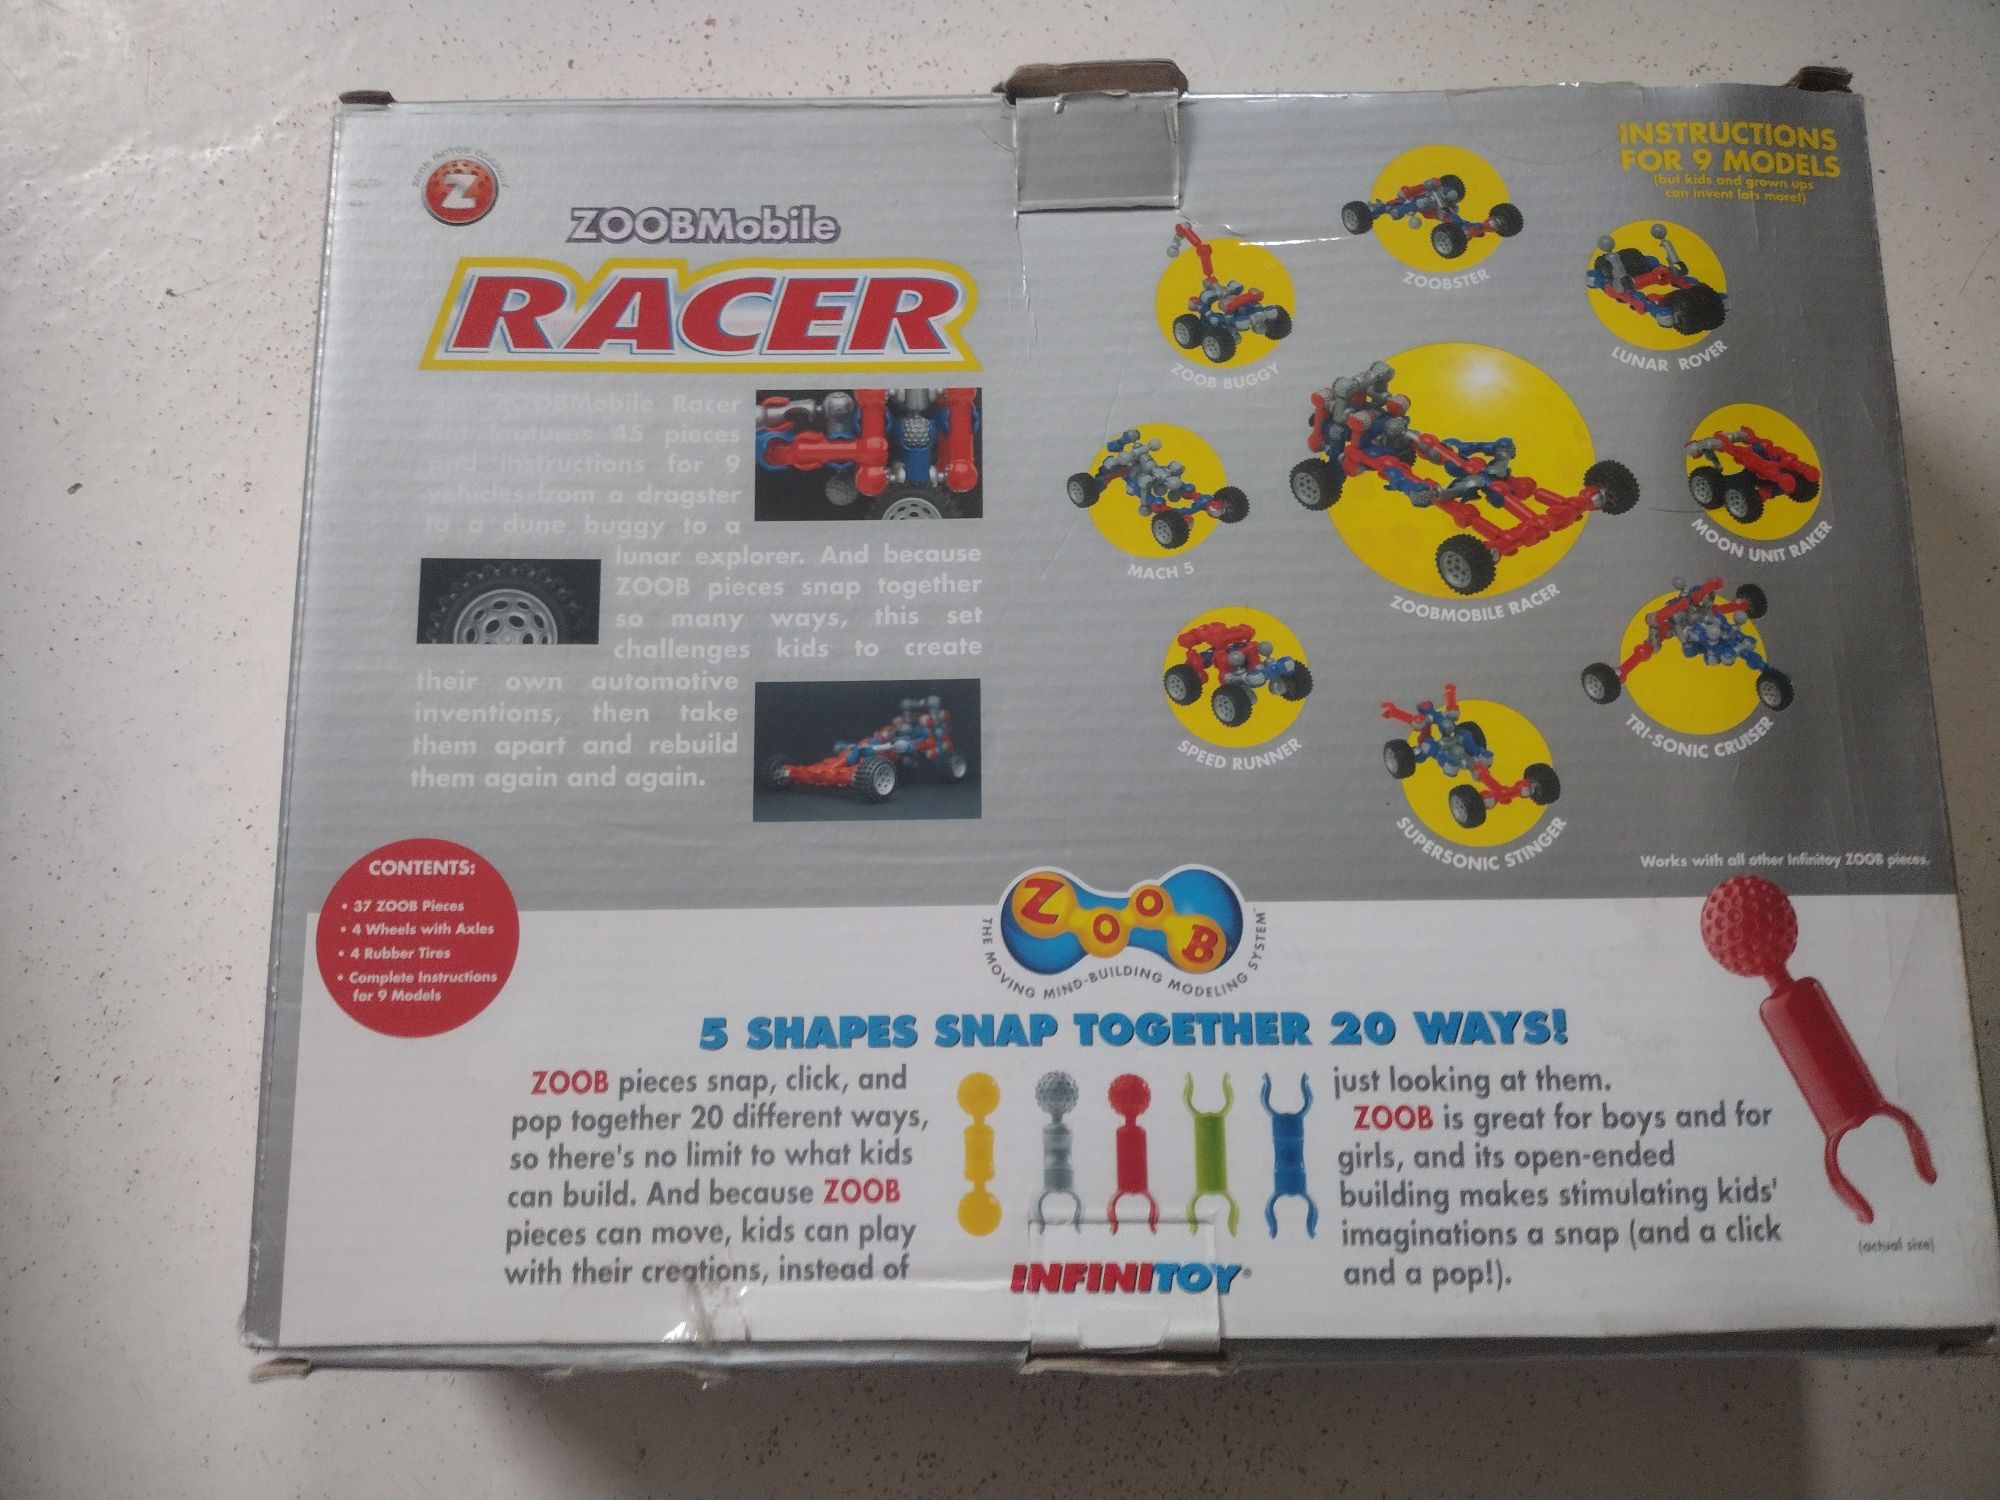 ZOOB MOTOR COMPANY
Z
ZOOBMobile
RACER
ZOOBMobile Racer
set features 45 pieces
and instructions for 9
vehicles-from a dragster
to a dune buggy to a
lunar explorer. And because
ZOOB pieces snap together
so many ways, this set
challenges kids to create
their own automotive
inventions, then take
them apart and rebuild
them again and again.
INSTRUCTIONS
FOR 9 MODELS
(but kids and grown ups
can invent lots more!)
ZOOBSTER
ZOOB BUGGY
LUNAR ROVER
MACH 5
ZOOBMOBILE RACER
MOON UNIT RAKER
SPEED RUNNER
TRI-SONIC CRUISER
SUPERSONIC STINGER
Works with all other Infinitoy ZOOB pieces.
CONTENTS:
• 37 ZOOB Pieces
• 4 Wheels with Axles
• 4 Rubber Tires
• Complete Instructions
for 9 Models
ZOOB
THE MOVING MIND-BUILDING MODELING SYSTEM™
5 SHAPES SNAP TOGETHER 20 WAYS!
ZOOB pieces snap, click, and
pop together 20 different ways,
so there's no limit to what kids
can build. And because ZOOB
pieces can move, kids can play
with their creations, instead of
just looking at them.
ZOOB is great for boys and for
girls, and its open-ended
building makes stimulating kids'
imaginations a snap (and a click
and a pop!).
INFINITOY®
(actual size)